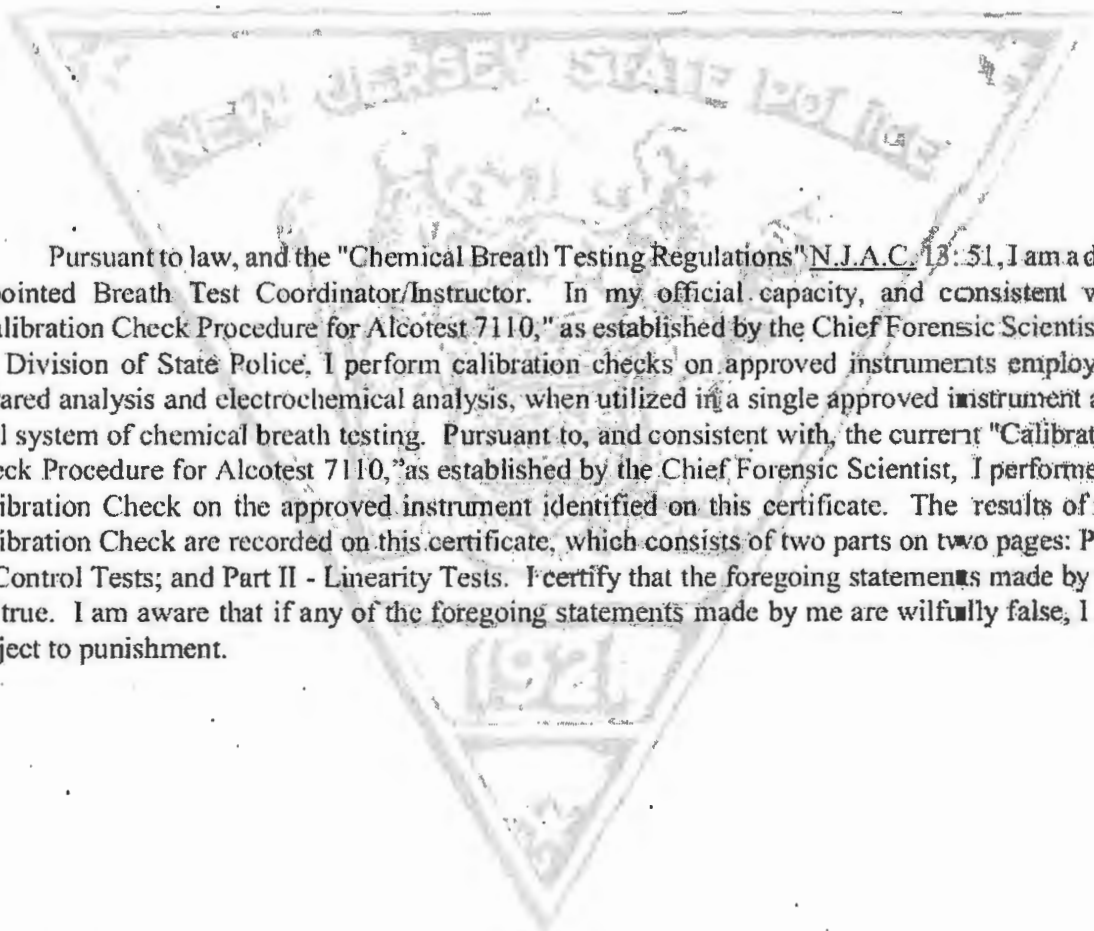 NEW JERSEY STATE POLICE
Pursuant to law, and the "Chemical Breath Testing Regulations" N.J.A.C. 13:51, I am a d
ointed Breath Test Coordinator/Instructor. In my official capacity, and consistent w
alibration Check Procedure for Alcotest 7110," as established by the Chief Forensic Scientis
Division of State Police, I perform calibration checks on approved instruments employ
ared analysis and electrochemical analysis, when utilized in a single approved instrument a
l system of chemical breath testing. Pursuant to, and consistent with, the current "Calibrat
eck Procedure for Alcotest 7110," as established by the Chief Forensic Scientist, I performe
ibration Check on the approved instrument identified on this certificate. The results of
ibration Check are recorded on this certificate, which consists of two parts on two pages: P
Control Tests; and Part II - Linearity Tests. I certify that the foregoing statements made by
true. I am aware that if any of the foregoing statements made by me are wilfully false, I
ject to punishment.
192